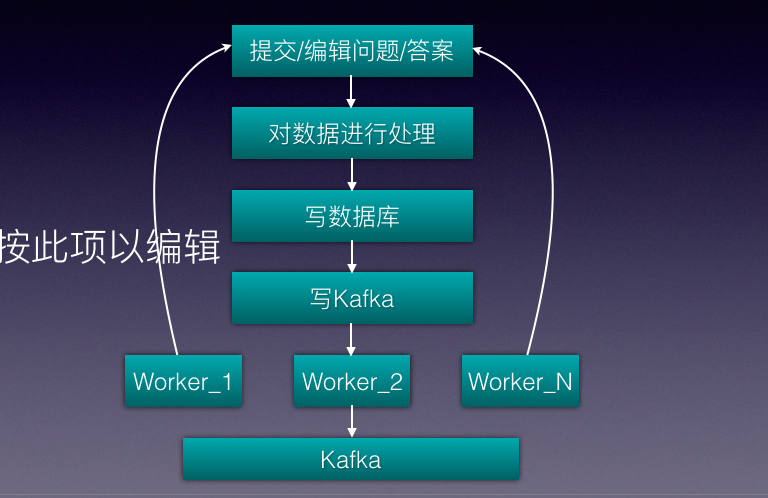 提交/编辑问题/答案
对数据进行处理
写数据库
按此项以编辑
写Kafka
Worker_1
Worker_2
Worker_N
Kafka